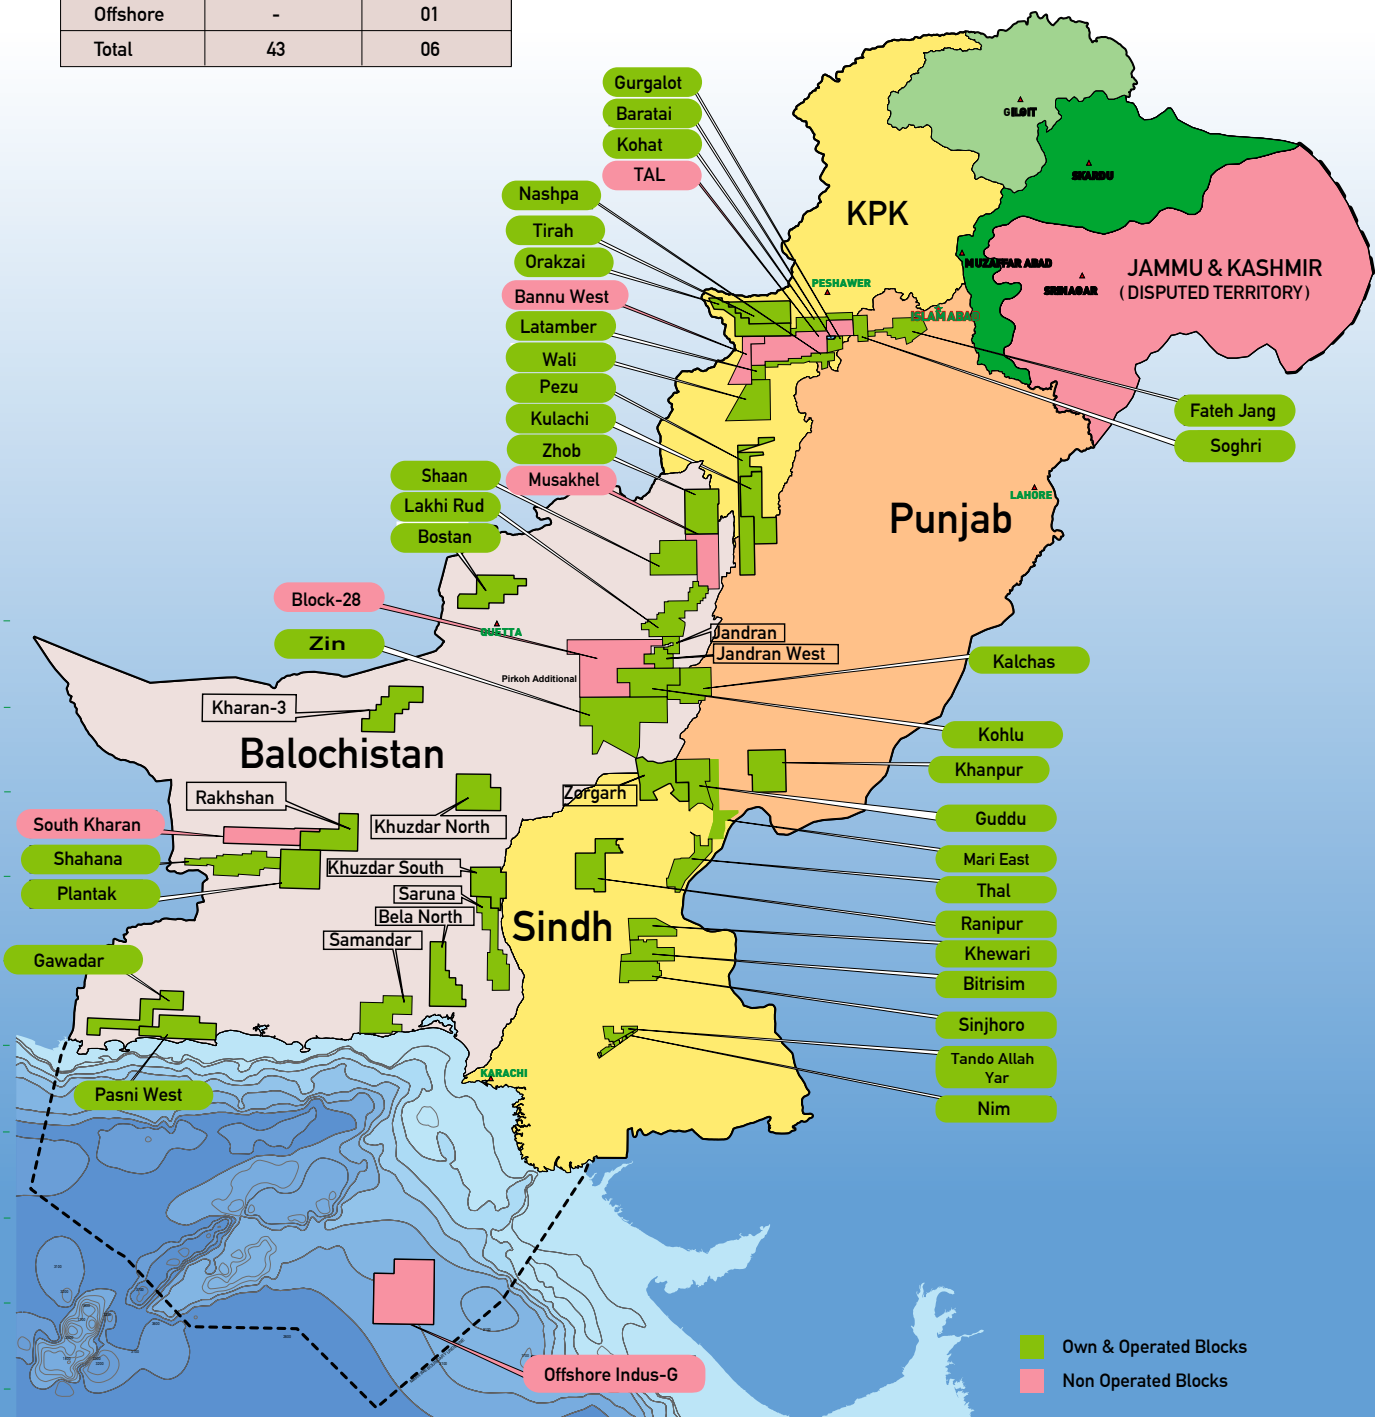 Offshore - 01
Total 43 06
Gurgalot
Baratai
Kohat
TAL
Nashpa
Tirah
Orakzai
Bannu West
Latamber
Wali
Pezu
Kulachi
Zhob
Musakhel
Shaan
Lakhi Rud
Bostan
Block-28
Zin
GILGIT
SKARDU
KPK
MUZAFFAR ABAD
SRINAGAR
JAMMU & KASHMIR
( DISPUTED TERRITORY )
PESHAWER
ISLAMABAD
Fateh Jang
Soghri
LAHORE
Punjab
QUETTA
Jandran
Jandran West
Pirkoh Additional
Kalchas
Kharan-3
Balochistan
Kohlu
Khanpur
Zorgarh
Rakhshan
Khuzdar North
Guddu
South Kharan
Shahana
Plantak
Khuzdar South
Saruna
Bela North
Samandar
Sindh
Mari East
Thal
Ranipur
Khewari
Bitrisim
Sinjhoro
Tando Allah
Yar
Nim
Gawadar
Pasni West
KARACHI
Offshore Indus-G
Own & Operated Blocks
Non Operated Blocks